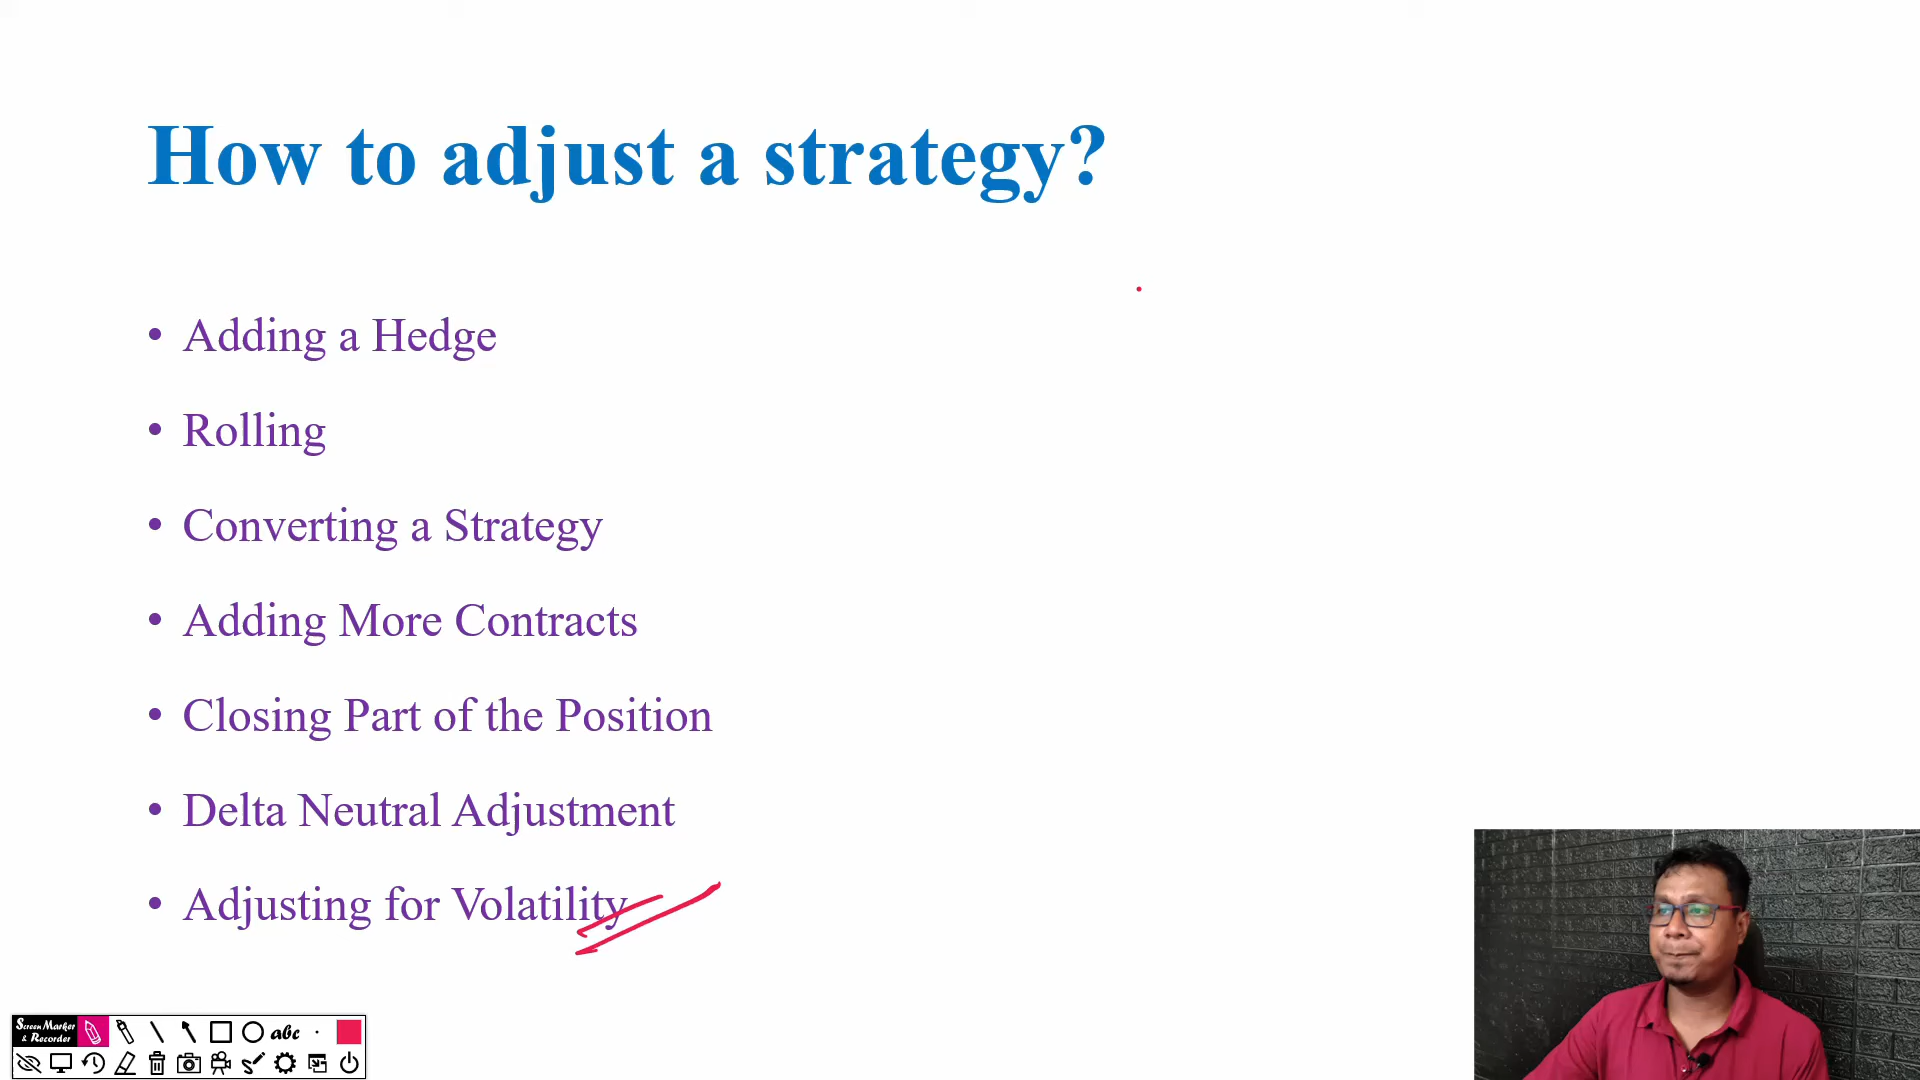 How to adjust a strategy?
• Adding a Hedge
• Rolling
• Converting a Strategy
• Adding More Contracts
• Closing Part of the Position
• Delta Neutral Adjustment
• Adjusting for Volatility
Screen Marker
& Recorder
abc